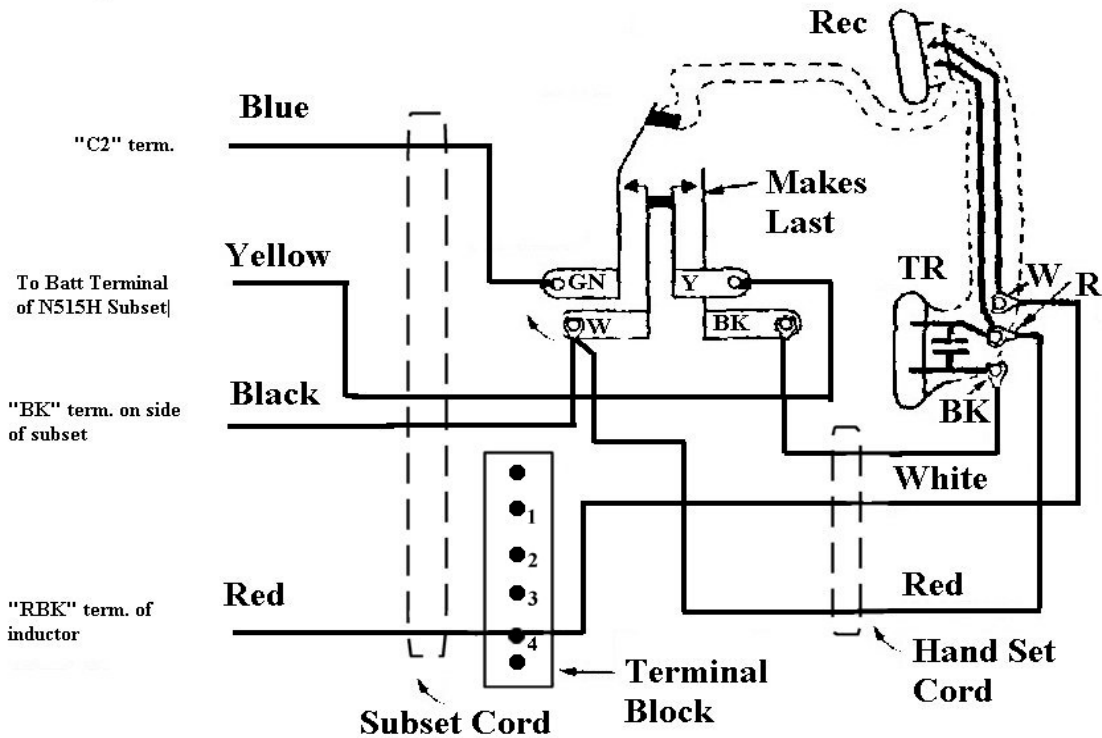 Rec
Blue
"C2" term.
Makes
Last
Yellow
To Batt Terminal
of N515H Subset|
GN
Y
TR
W
R
W
BK
Black
"BK" term. on side
of subset
BK
White
1
2
3
4
Red
"RBK" term. of
inductor
Red
Hand Set
Cord
Terminal
Block
Subset Cord